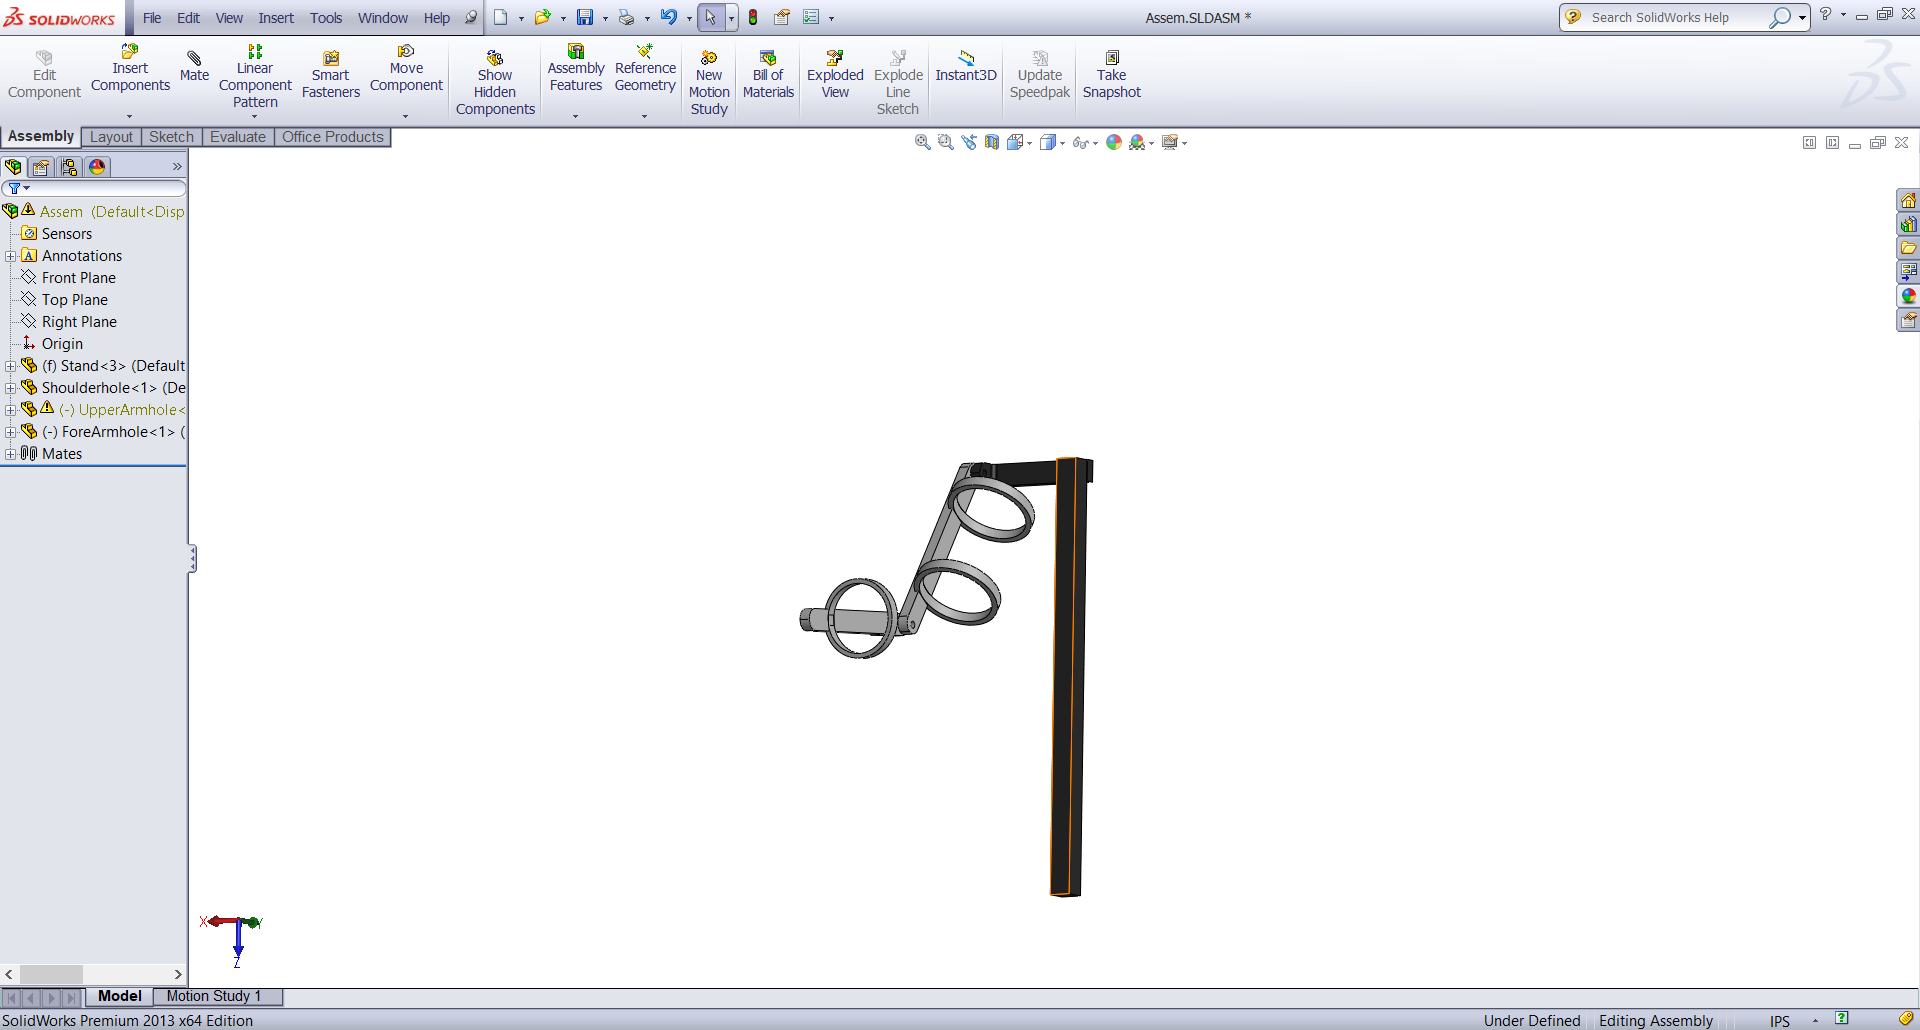 SOLIDWORKS File Edit View Insert Tools Window Help Assem.SLDASM * Search SolidWorks Help ?
Edit Component
Insert Components
Mate
Linear Component Pattern
Smart Fasteners
Move Component
Show Hidden Components
Assembly Features
Reference Geometry
New Motion Study
Bill of Materials
Exploded View
Explode Line Sketch
Instant3D
Update Speedpak
Take Snapshot
Assembly Layout Sketch Evaluate Office Products
Assem (Default<Disp
Sensors
A Annotations
Front Plane
Top Plane
Right Plane
Origin
(f) Stand<3> (Default
Shoulderhole<1> (De
(-) UpperArmhole<
(-) ForeArmhole<1> (
Mates
X Y
Z
Model Motion Study 1
SolidWorks Premium 2013 x64 Edition Under Defined Editing Assembly IPS ?